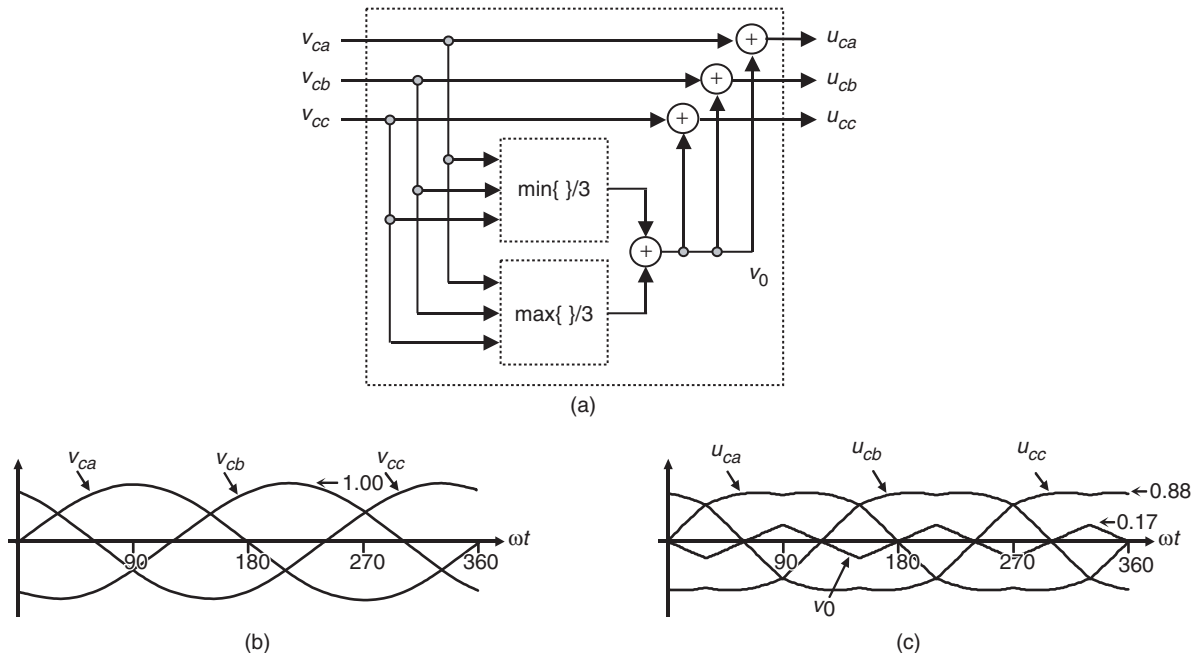 v_ca + u_ca
v_cb + u_cb
v_cc + u_cc
min{ }/3
+
v_0
max{ }/3
(a)
v_ca v_cb v_cc
1.00
ωt
90 180 270 360
(b)
u_ca u_cb u_cc
0.88
0.17
ωt
90 180 270 360
v_0
(c)